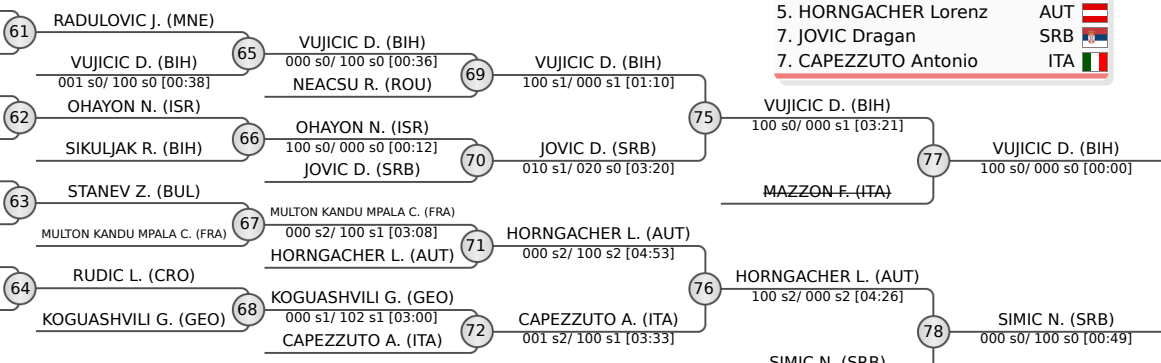 5. HORNGACHER Lorenz AUT
7. JOVIC Dragan SRB
7. CAPEZZUTO Antonio ITA
61
RADULOVIC J. (MNE)
VUJICIC D. (BIH)
001 s0/ 100 s0 [00:38]
62
OHAYON N. (ISR)
SIKULJAK R. (BIH)
63
STANEV Z. (BUL)
MULTON KANDU MPALA C. (FRA)
64
RUDIC L. (CRO)
KOGUASHVILI G. (GEO)
65
VUJICIC D. (BIH)
000 s0/ 100 s0 [00:36]
NEACSU R. (ROU)
66
OHAYON N. (ISR)
100 s0/ 000 s0 [00:12]
JOVIC D. (SRB)
67
MULTON KANDU MPALA C. (FRA)
000 s2/ 100 s1 [03:08]
HORNGACHER L. (AUT)
68
KOGUASHVILI G. (GEO)
000 s1/ 102 s1 [03:00]
CAPEZZUTO A. (ITA)
69
VUJICIC D. (BIH)
100 s1/ 000 s1 [01:10]
70
JOVIC D. (SRB)
010 s1/ 020 s0 [03:20]
71
HORNGACHER L. (AUT)
000 s2/ 100 s2 [04:53]
72
CAPEZZUTO A. (ITA)
001 s2/ 100 s1 [03:33]
75
VUJICIC D. (BIH)
100 s0/ 000 s1 [03:21]
MAZZON F. (ITA)
76
HORNGACHER L. (AUT)
100 s2/ 000 s2 [04:26]
SIMIC N. (SRB)
77
VUJICIC D. (BIH)
100 s0/ 000 s0 [00:00]
78
SIMIC N. (SRB)
000 s0/ 100 s0 [00:49]